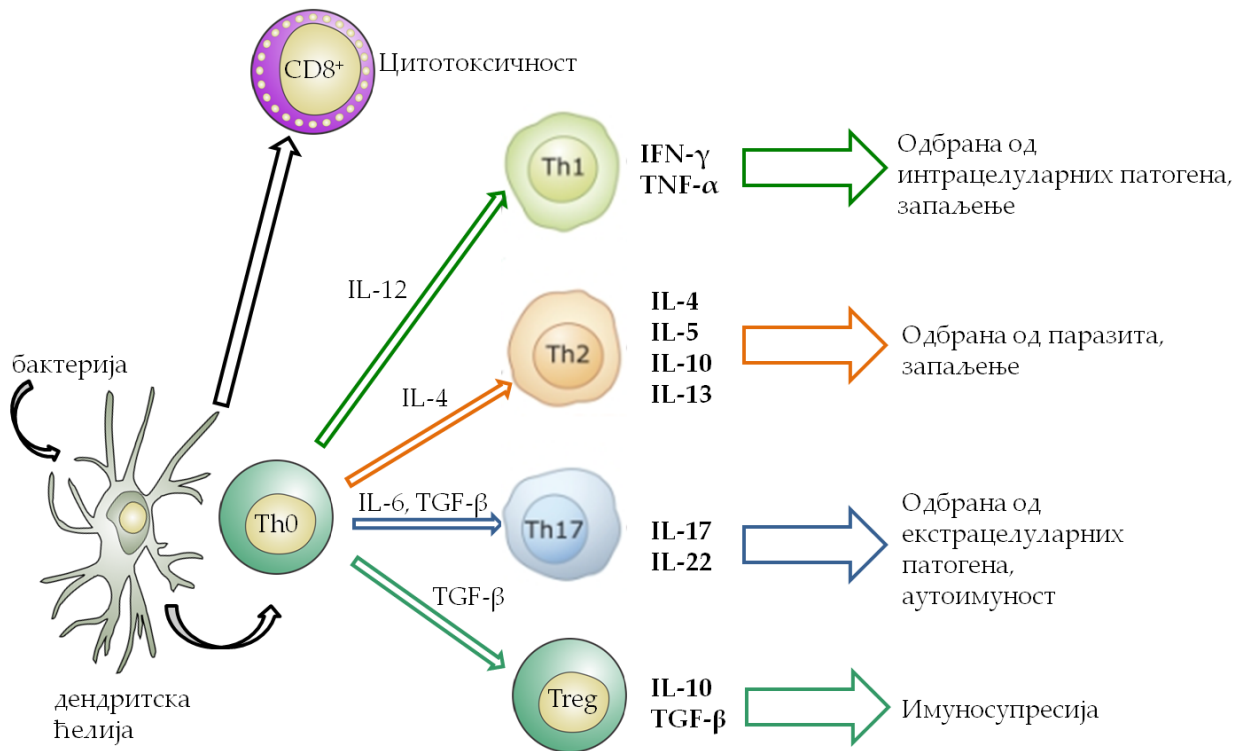 CD8⁺
Цитотоксичност
Th1
IFN-γ
TNF-α
Одбрана од
интрацелуларних патогена,
запаљење
IL-12
Th2
IL-4
IL-5
IL-10
IL-13
Одбрана од паразита,
запаљење
бактерија
IL-4
Th0
IL-6, TGF-β
Th17
IL-17
IL-22
Одбрана од
екстрацелуларних
патогена,
аутоимуност
TGF-β
дендритска
ћелија
Treg
IL-10
TGF-β
Имуносупресија